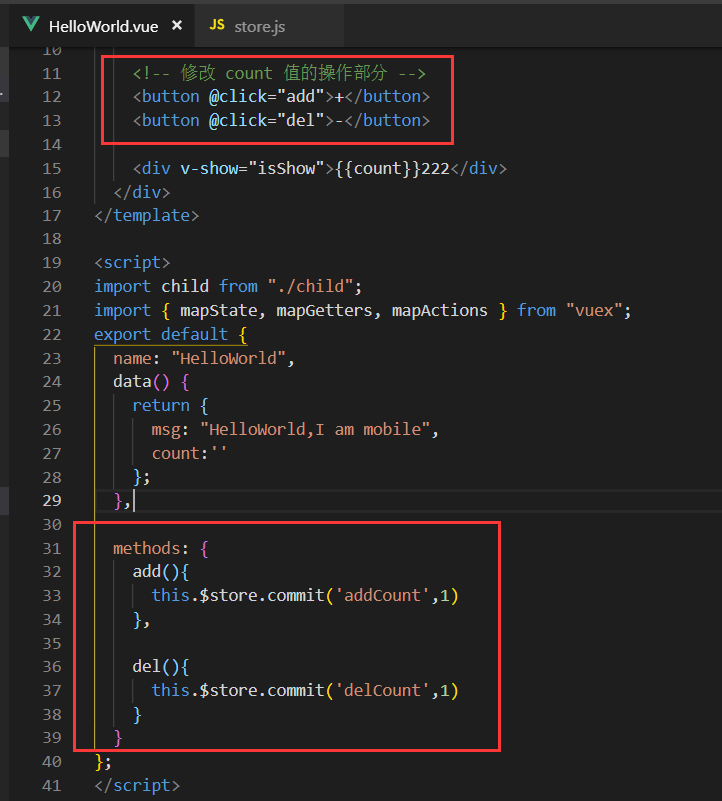 HelloWorld.vue × JS store.js
10
11 <!-- 修改 count 值的操作部分 -->
12 <button @click="add">+</button>
13 <button @click="del">-</button>
14
15 <div v-show="isShow">{{count}}222</div>
16 </div>
17 </template>
18
19 <script>
20 import child from "./child";
21 import { mapState, mapGetters, mapActions } from "vuex";
22 export default {
23 name: "HelloWorld",
24 data() {
25 return {
26 msg: "HelloWorld,I am mobile",
27 count:''
28 };
29 },
30
31 methods: {
32 add(){
33 this.$store.commit('addCount',1)
34 },
35
36 del(){
37 this.$store.commit('delCount',1)
38 }
39 }
40 };
41 </script>